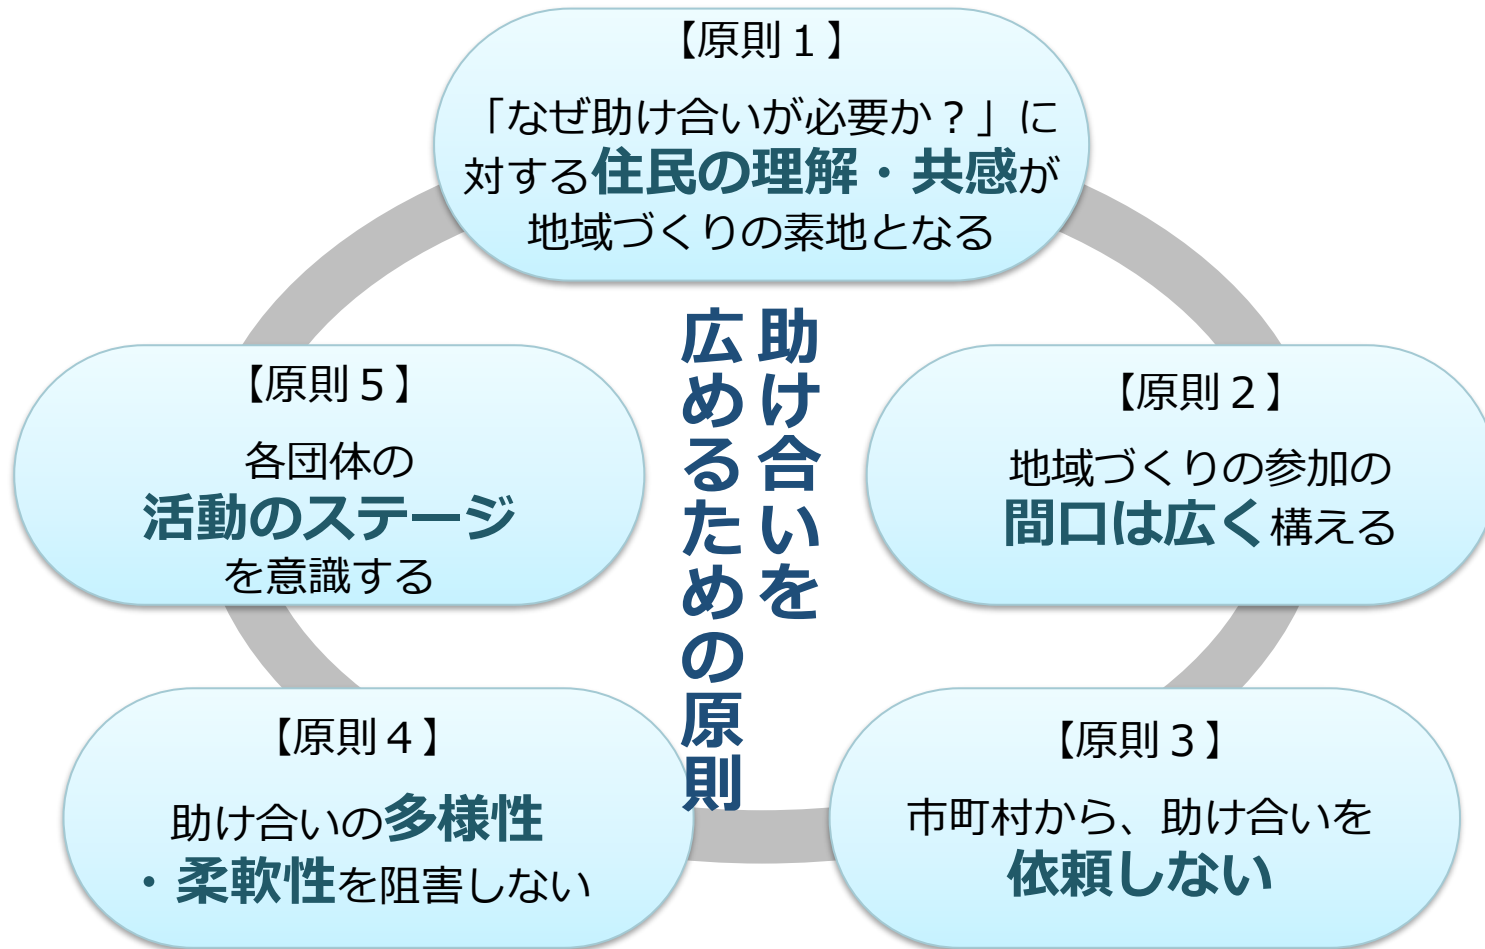 【原則１】
「なぜ助け合いが必要か？」に
対する住民の理解・共感が
地域づくりの素地となる
助け合いを
広めるための原則
【原則２】
地域づくりの参加の
間口は広く構える
【原則３】
市町村から、助け合いを
依頼しない
【原則４】
助け合いの多様性
・柔軟性を阻害しない
【原則５】
各団体の
活動のステージ
を意識する